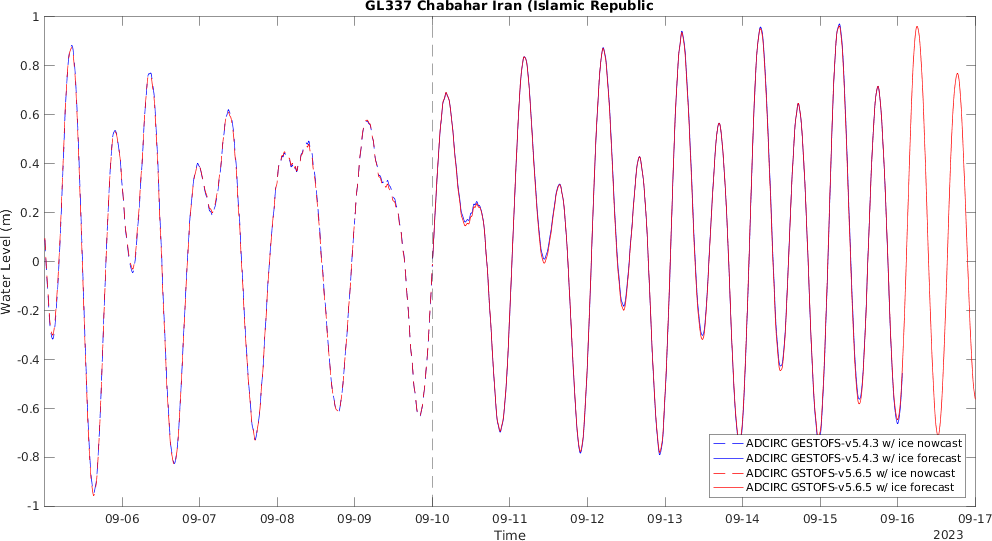 GL337 Chabahar Iran (Islamic Republic
1
0.8
0.6
0.4
0.2
0
-0.2
-0.4
-0.6
-0.8
-1
Water Level (m)
09-06 09-07 09-08 09-09 09-10 09-11 09-12 09-13 09-14 09-15 09-16 09-17
Time
2023
ADCIRC GESTOFS-v5.4.3 w/ ice nowcast
ADCIRC GESTOFS-v5.4.3 w/ ice forecast
ADCIRC GSTOFS-v5.6.5 w/ ice nowcast
ADCIRC GSTOFS-v5.6.5 w/ ice forecast